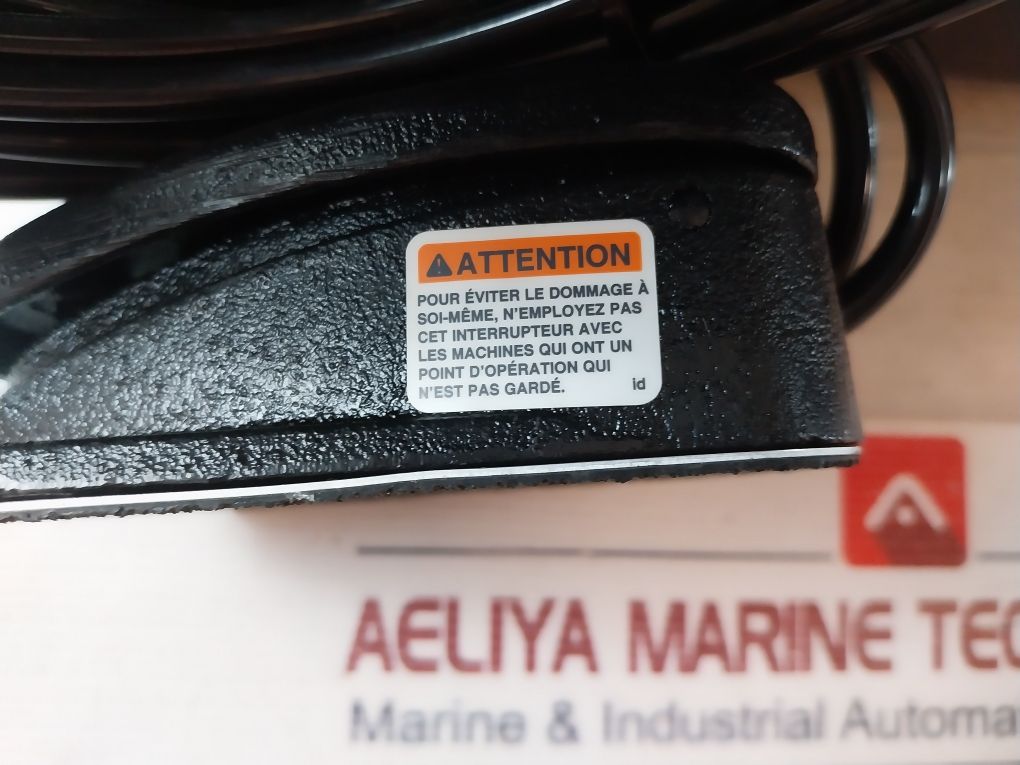 ATTENTION
POUR ÉVITER LE DOMMAGE À
SOI-MÊME, N'EMPLOYEZ PAS
CET INTERRUPTEUR AVEC
LES MACHINES QUI ONT UN
POINT D'OPÉRATION QUI
N'EST PAS GARDÉ. id
AELIYA MARINE TEC
Marine & Industrial Automa